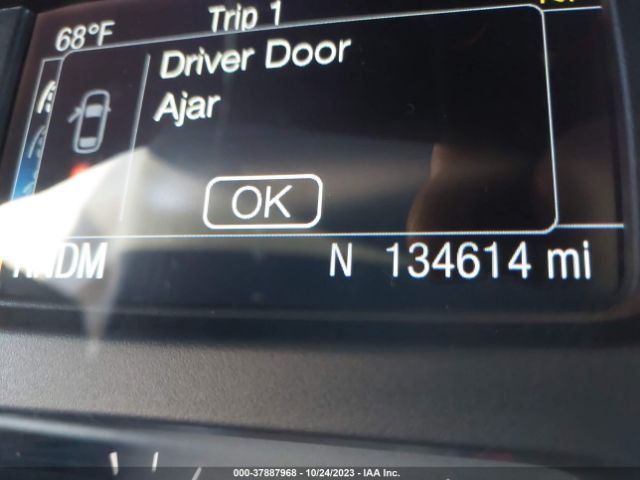 68°F Trip 1
Driver Door
Ajar
OK
N 134614 mi
000-37887968 - 10/24/2023 - IAA Inc.